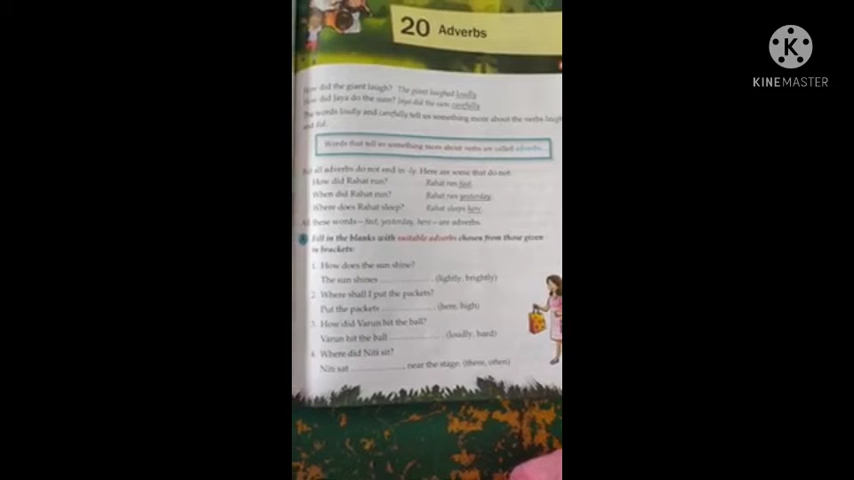 20 Adverbs
K
KINEMASTER
How did the giant laugh? The giant laughed loudly.
How did Jaya do the sum? Jaya did the sum carefully.
The words loudly and carefully tell us something more about the verbs laugh
and did.
Words that tell us something more about verbs are called adverbs.
But all adverbs do not end in -ly. Here are some that do not.
How did Rahat run? Rahat ran fast.
When did Rahat run? Rahat ran yesterday.
Where does Rahat sleep? Rahat sleeps here.
All these words—fast, yesterday, here—are adverbs.
A Fill in the blanks with suitable adverbs chosen from those given
in brackets:
1. How does the sun shine?
The sun shines ............. . (lightly, brightly)
2. Where shall I put the packets?
Put the packets ............. . (here, high)
3. How did Varun hit the ball?
Varun hit the ball ............. . (loudly, hard)
4. Where did Niti sit?
Niti sat ............. near the stage. (there, often)